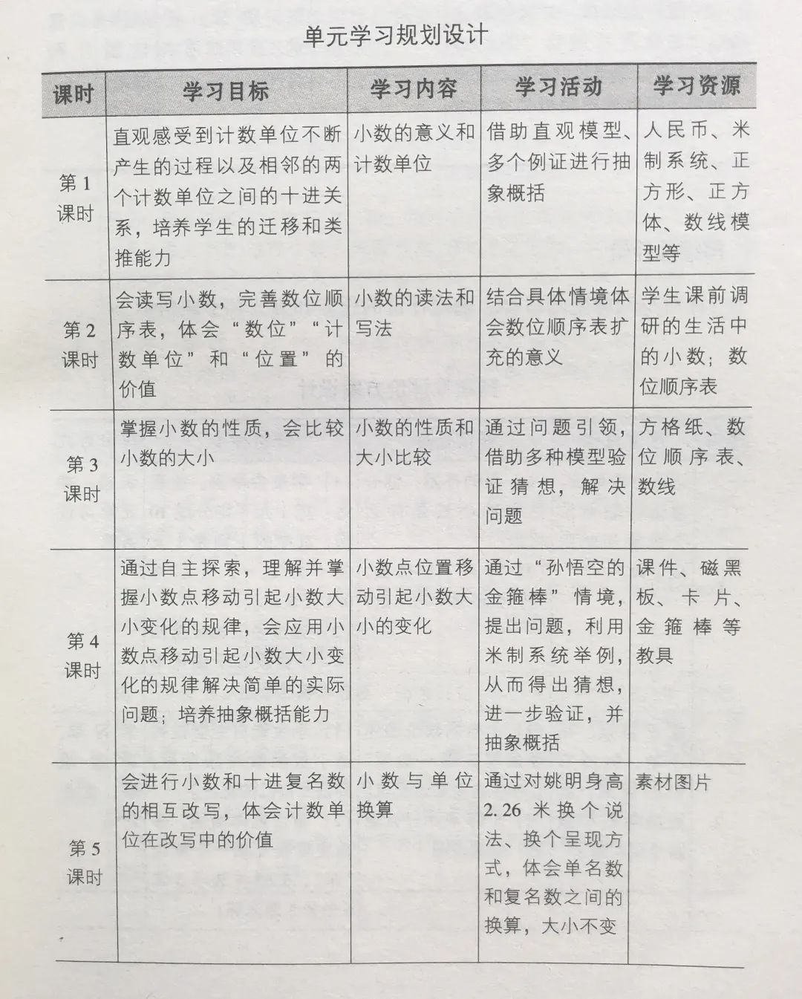 单元学习规划设计
课时 学习目标 学习内容 学习活动 学习资源
第1
课时
直观感受到计数单位不断
产生的过程以及相邻的两
个计数单位之间的十进关
系，培养学生的迁移和类
推能力
小数的意义和
计数单位
借助直观模型、
多个例证进行抽
象概括
人民币、米
制系统、正
方形、正方
体、数线模
型等
第2
课时
会读写小数，完善数位顺
序表，体会“数位”“计
数单位”和“位置”的
价值
小数的读法和
写法
结合具体情境体
会数位顺序表扩
充的意义
学生课前调
研的生活中
的小数；数
位顺序表
第3
课时
掌握小数的性质，会比较
小数的大小
小数的性质和
大小比较
通过问题引领，
借助多种模型验
证猜想，解决
问题
方格纸、数
位顺序表、
数线
第4
课时
通过自主探索，理解并掌
握小数点移动引起小数大
小变化的规律，会应用小
数点移动引起小数大小变
化的规律解决简单的实际
问题；培养抽象概括能力
小数点位置移
动引起小数大
小的变化
通过“孙悟空的
金箍棒”情境，
提出问题，利用
米制系统举例，
从而得出猜想，
进一步验证，并
抽象概括
课件、磁黑
板、卡片、
金箍棒等
教具
第5
课时
会进行小数和十进复名数
的相互改写，体会计数单
位在改写中的价值
小数与单位
换算
通过对姚明身高
2.26米换个说
法、换个呈现方
式，体会单名数
和复名数之间的
换算，大小不变
素材图片